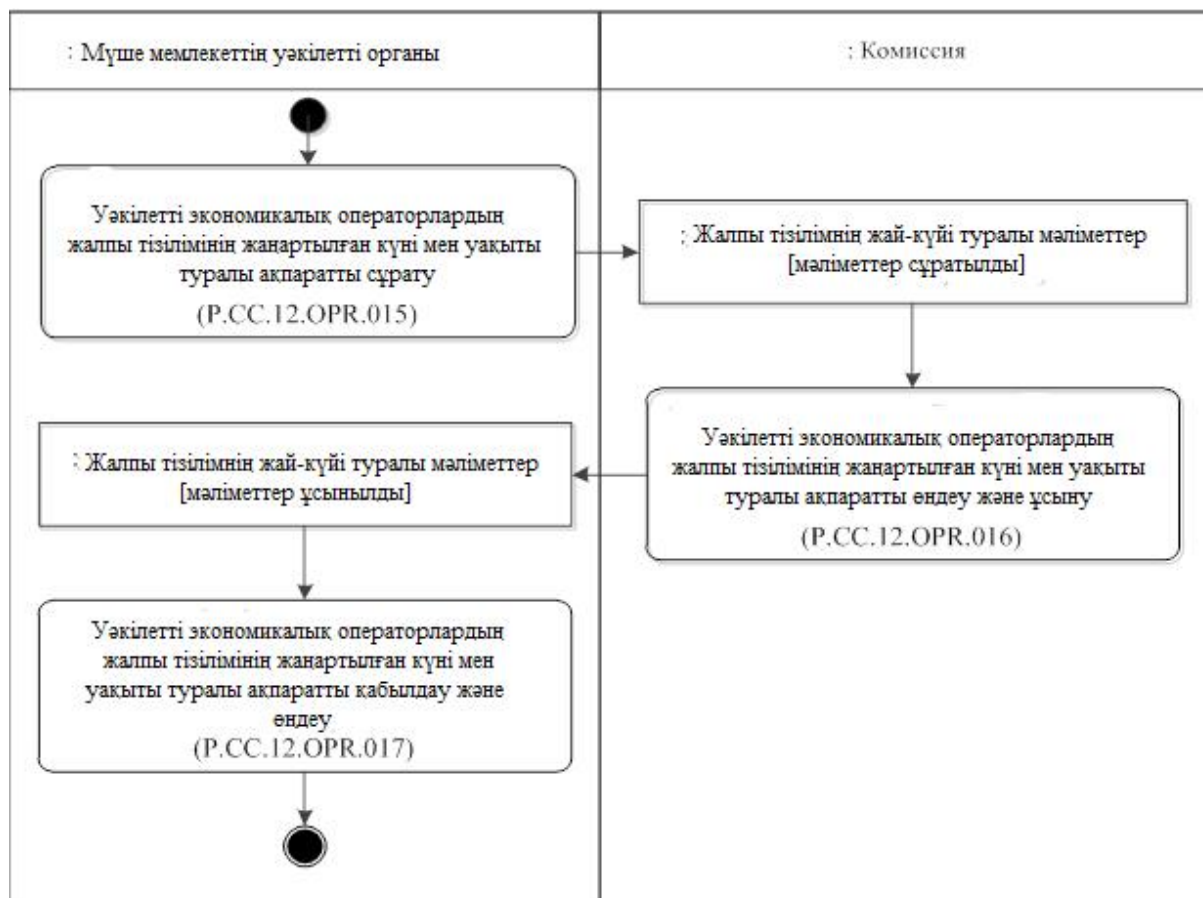 : Мүше мемлекеттің уәкілетті органы
: Комиссия
Уәкілетті экономикалық операторлардың
жалпы тізілімінің жаңартылған күні мен уақыты
туралы ақпаратты сұрату
(P.CC.12.OPR.015)
: Жалпы тізілімнің жай-күйі туралы мәліметтер
[мәліметтер сұратылды]
Уәкілетті экономикалық операторлардың
жалпы тізілімінің жаңартылған күні мен уақыты
туралы ақпаратты өңдеу және ұсыну
(P.CC.12.OPR.016)
: Жалпы тізілімнің жай-күйі туралы мәліметтер
[мәліметтер ұсынылды]
Уәкілетті экономикалық операторлардың
жалпы тізілімінің жаңартылған күні мен
уақыты туралы ақпаратты қабылдау және
өңдеу
(P.CC.12.OPR.017)